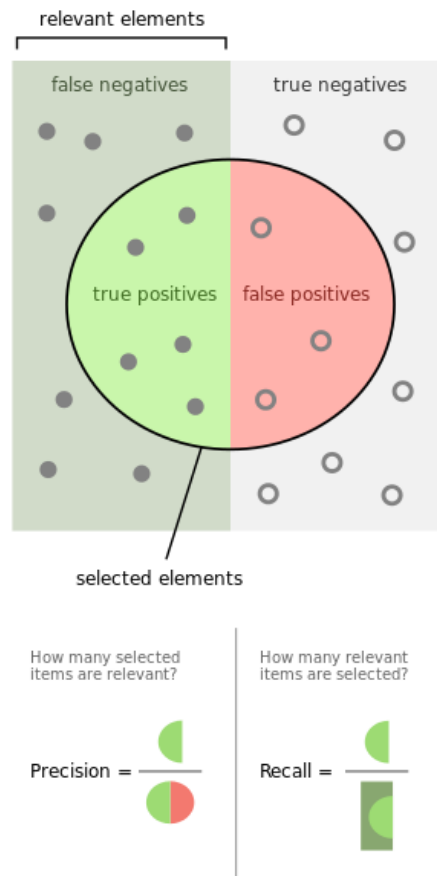 relevant elements
false negatives
true negatives
true positives
false positives
selected elements
How many selected
items are relevant?
How many relevant
items are selected?
Precision =
Recall =